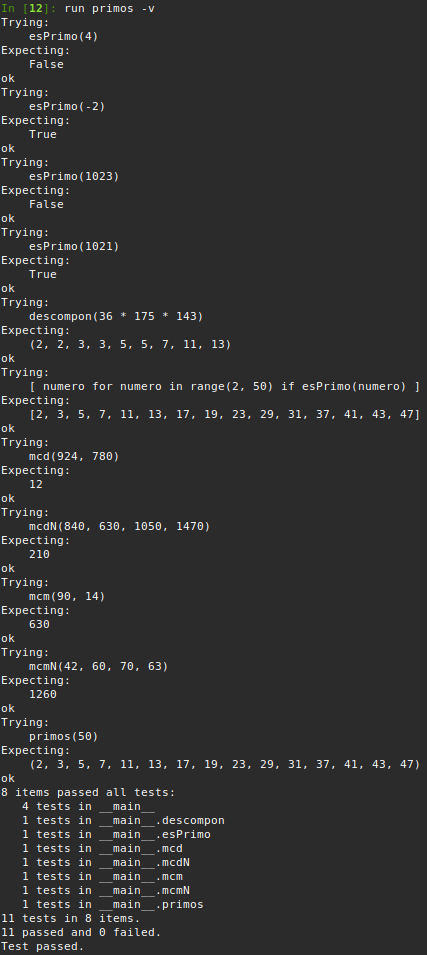 In [12]: run primos -v
Trying:
    esPrimo(4)
Expecting:
    False
ok
Trying:
    esPrimo(-2)
Expecting:
    True
ok
Trying:
    esPrimo(1023)
Expecting:
    False
ok
Trying:
    esPrimo(1021)
Expecting:
    True
ok
Trying:
    descompon(36 * 175 * 143)
Expecting:
    (2, 2, 3, 3, 5, 5, 7, 11, 13)
ok
Trying:
    [ numero for numero in range(2, 50) if esPrimo(numero) ]
Expecting:
    [2, 3, 5, 7, 11, 13, 17, 19, 23, 29, 31, 37, 41, 43, 47]
ok
Trying:
    mcd(924, 780)
Expecting:
    12
ok
Trying:
    mcdN(840, 630, 1050, 1470)
Expecting:
    210
ok
Trying:
    mcm(90, 14)
Expecting:
    630
ok
Trying:
    mcmN(42, 60, 70, 63)
Expecting:
    1260
ok
Trying:
    primos(50)
Expecting:
    (2, 3, 5, 7, 11, 13, 17, 19, 23, 29, 31, 37, 41, 43, 47)
ok
8 items passed all tests:
   4 tests in __main__
   1 tests in __main__.descompon
   1 tests in __main__.esPrimo
   1 tests in __main__.mcd
   1 tests in __main__.mcdN
   1 tests in __main__.mcm
   1 tests in __main__.mcmN
   1 tests in __main__.primos
11 tests in 8 items.
11 passed and 0 failed.
Test passed.